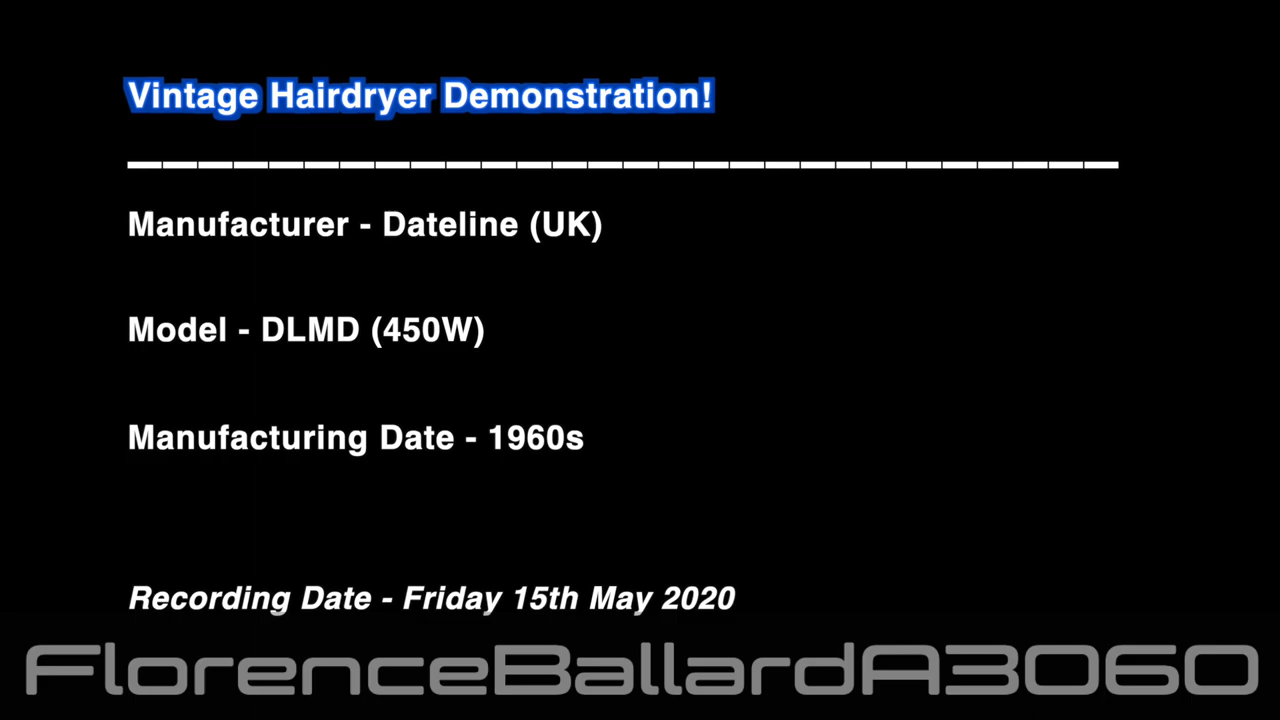 Vintage Hairdryer Demonstration!
Manufacturer - Dateline (UK)
Model - DLMD (450W)
Manufacturing Date - 1960s
Recording Date - Friday 15th May 2020
FlorenceBallardA3060